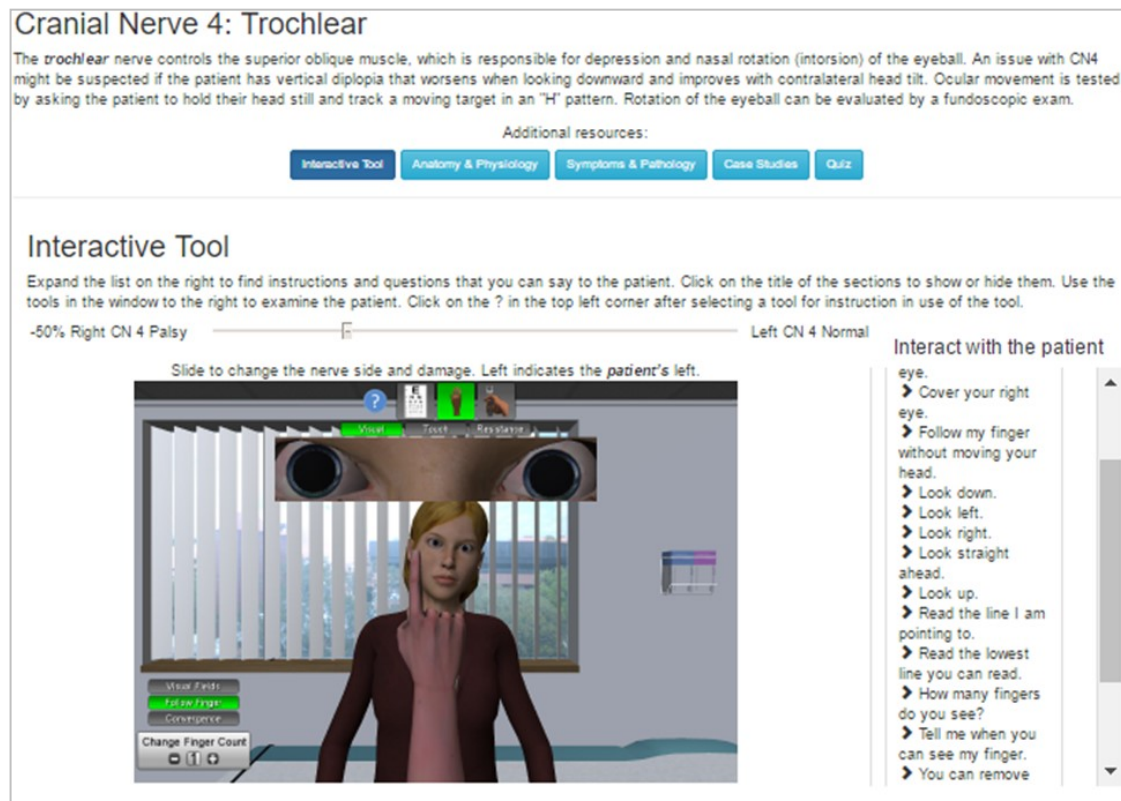 Cranial Nerve 4: Trochlear
The trochlear nerve controls the superior oblique muscle, which is responsible for depression and nasal rotation (intorsion) of the eyeball. An issue with CN4
might be suspected if the patient has vertical diplopia that worsens when looking downward and improves with contralateral head tilt. Ocular movement is tested
by asking the patient to hold their head still and track a moving target in an "H" pattern. Rotation of the eyeball can be evaluated by a fundoscopic exam.
Additional resources:
Interactive Tool
Anatomy & Physiology
Symptoms & Pathology
Case Studies
Quiz
Interactive Tool
Expand the list on the right to find instructions and questions that you can say to the patient. Click on the title of the sections to show or hide them. Use the
tools in the window to the right to examine the patient. Click on the ? in the top left corner after selecting a tool for instruction in use of the tool.
-50% Right CN 4 Palsy
Left CN 4 Normal
Slide to change the nerve side and damage. Left indicates the patient's left.
?
E
Visual
Touch
Resistance
Visual Fields
Follow Finger
Convergence
Change Finger Count
1
Interact with the patient
eye.
Cover your right
eye.
Follow my finger
without moving your
head.
Look down.
Look left.
Look right.
Look straight
ahead.
Look up.
Read the line I am
pointing to.
Read the lowest
line you can read.
How many fingers
do you see?
Tell me when you
can see my finger.
You can remove